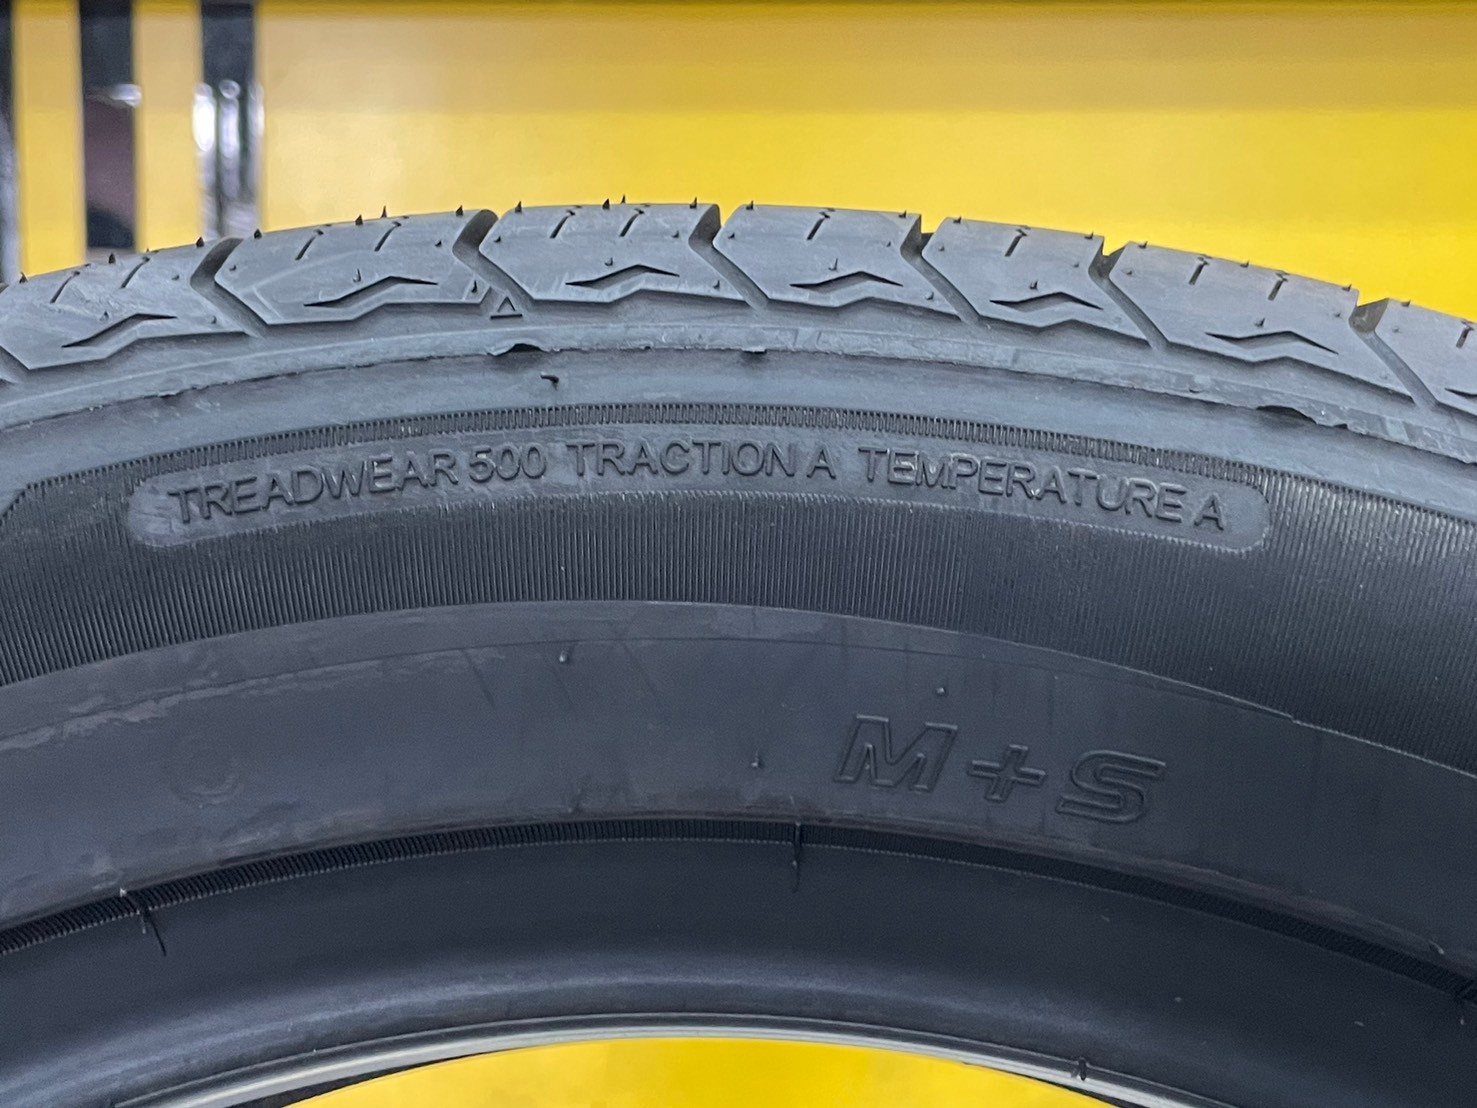 TREADWEAR 500 TRACTION A TEMPERATURE A
M+S